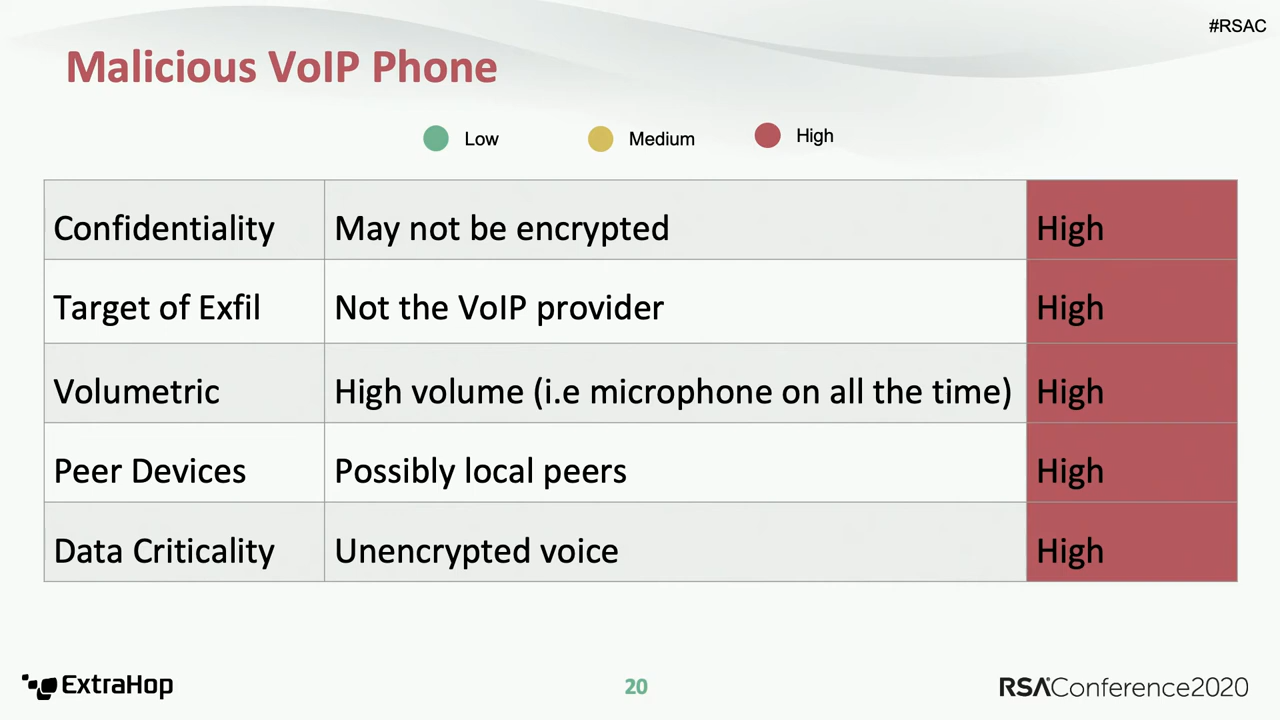 #RSAC
Malicious VoIP Phone
Low Medium High
Confidentiality May not be encrypted High
Target of Exfil Not the VoIP provider High
Volumetric High volume (i.e microphone on all the time) High
Peer Devices Possibly local peers High
Data Criticality Unencrypted voice High
ExtraHop 20 RSAConference2020